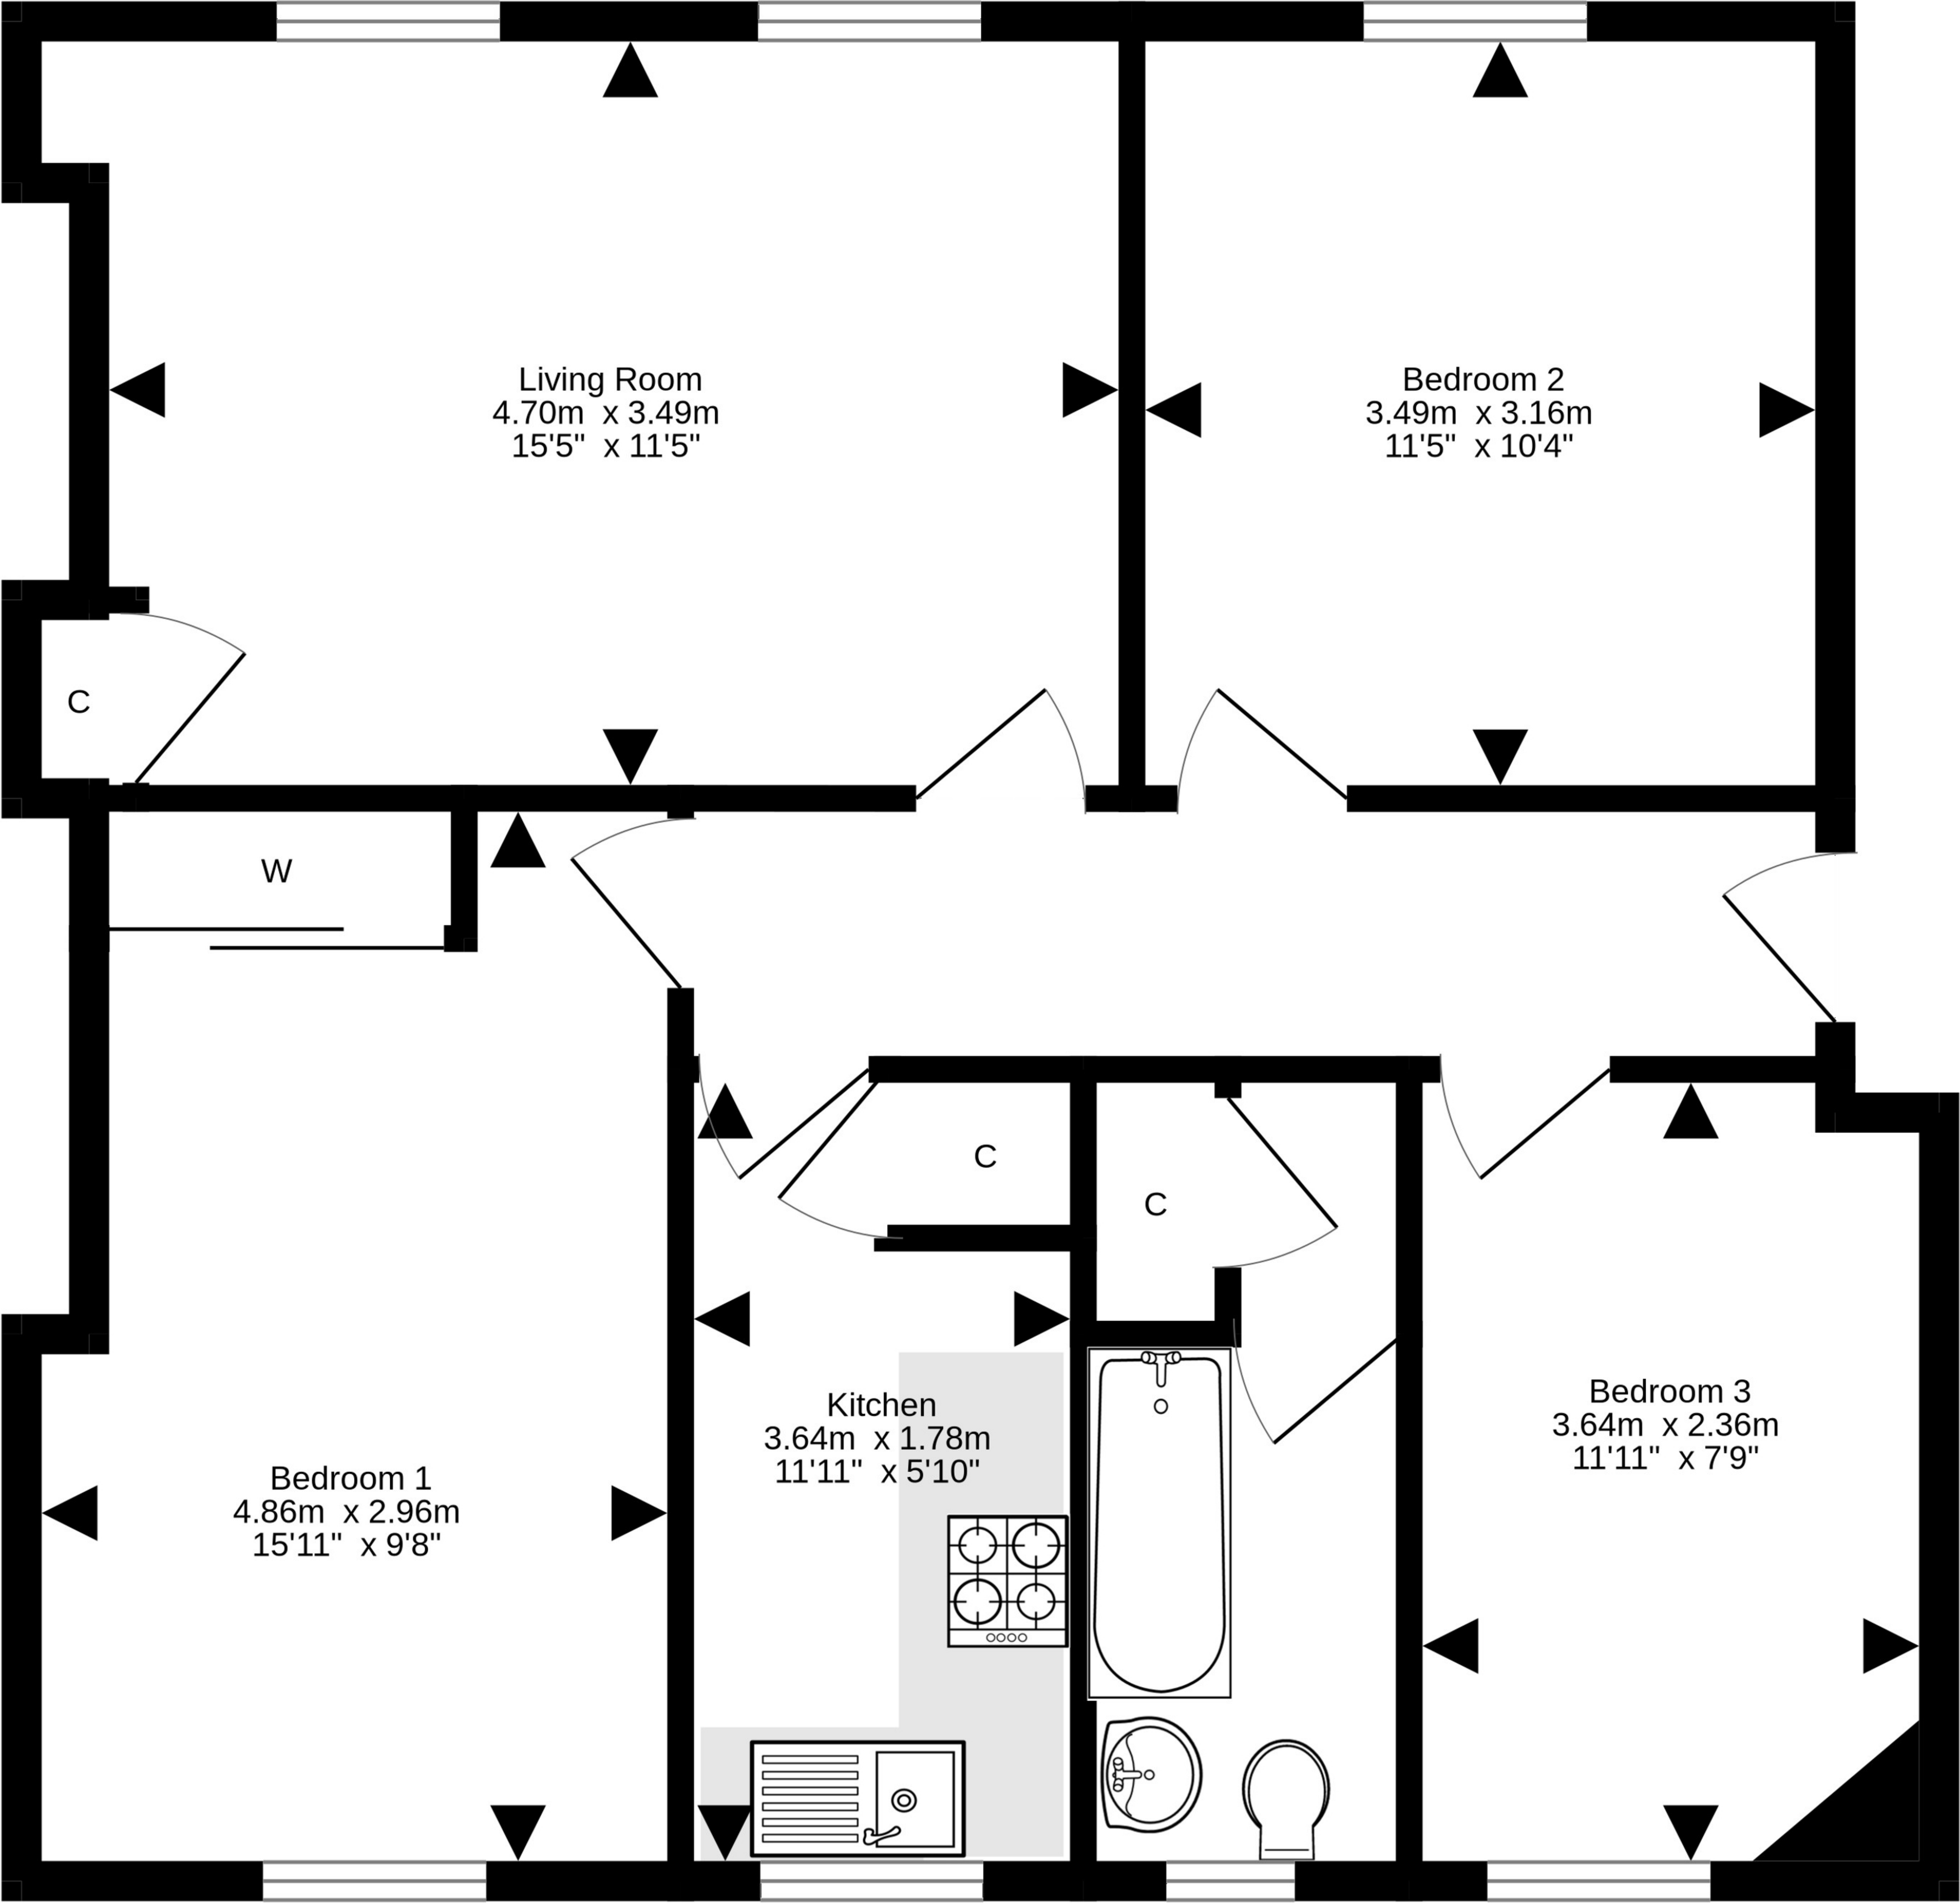 Living Room
4.70m x 3.49m
15'5" x 11'5"
Bedroom 2
3.49m x 3.16m
11'5" x 10'4"
C
W
C
C
Kitchen
3.64m x 1.78m
11'11" x 5'10"
Bedroom 3
3.64m x 2.36m
11'11" x 7'9"
Bedroom 1
4.86m x 2.96m
15'11" x 9'8"